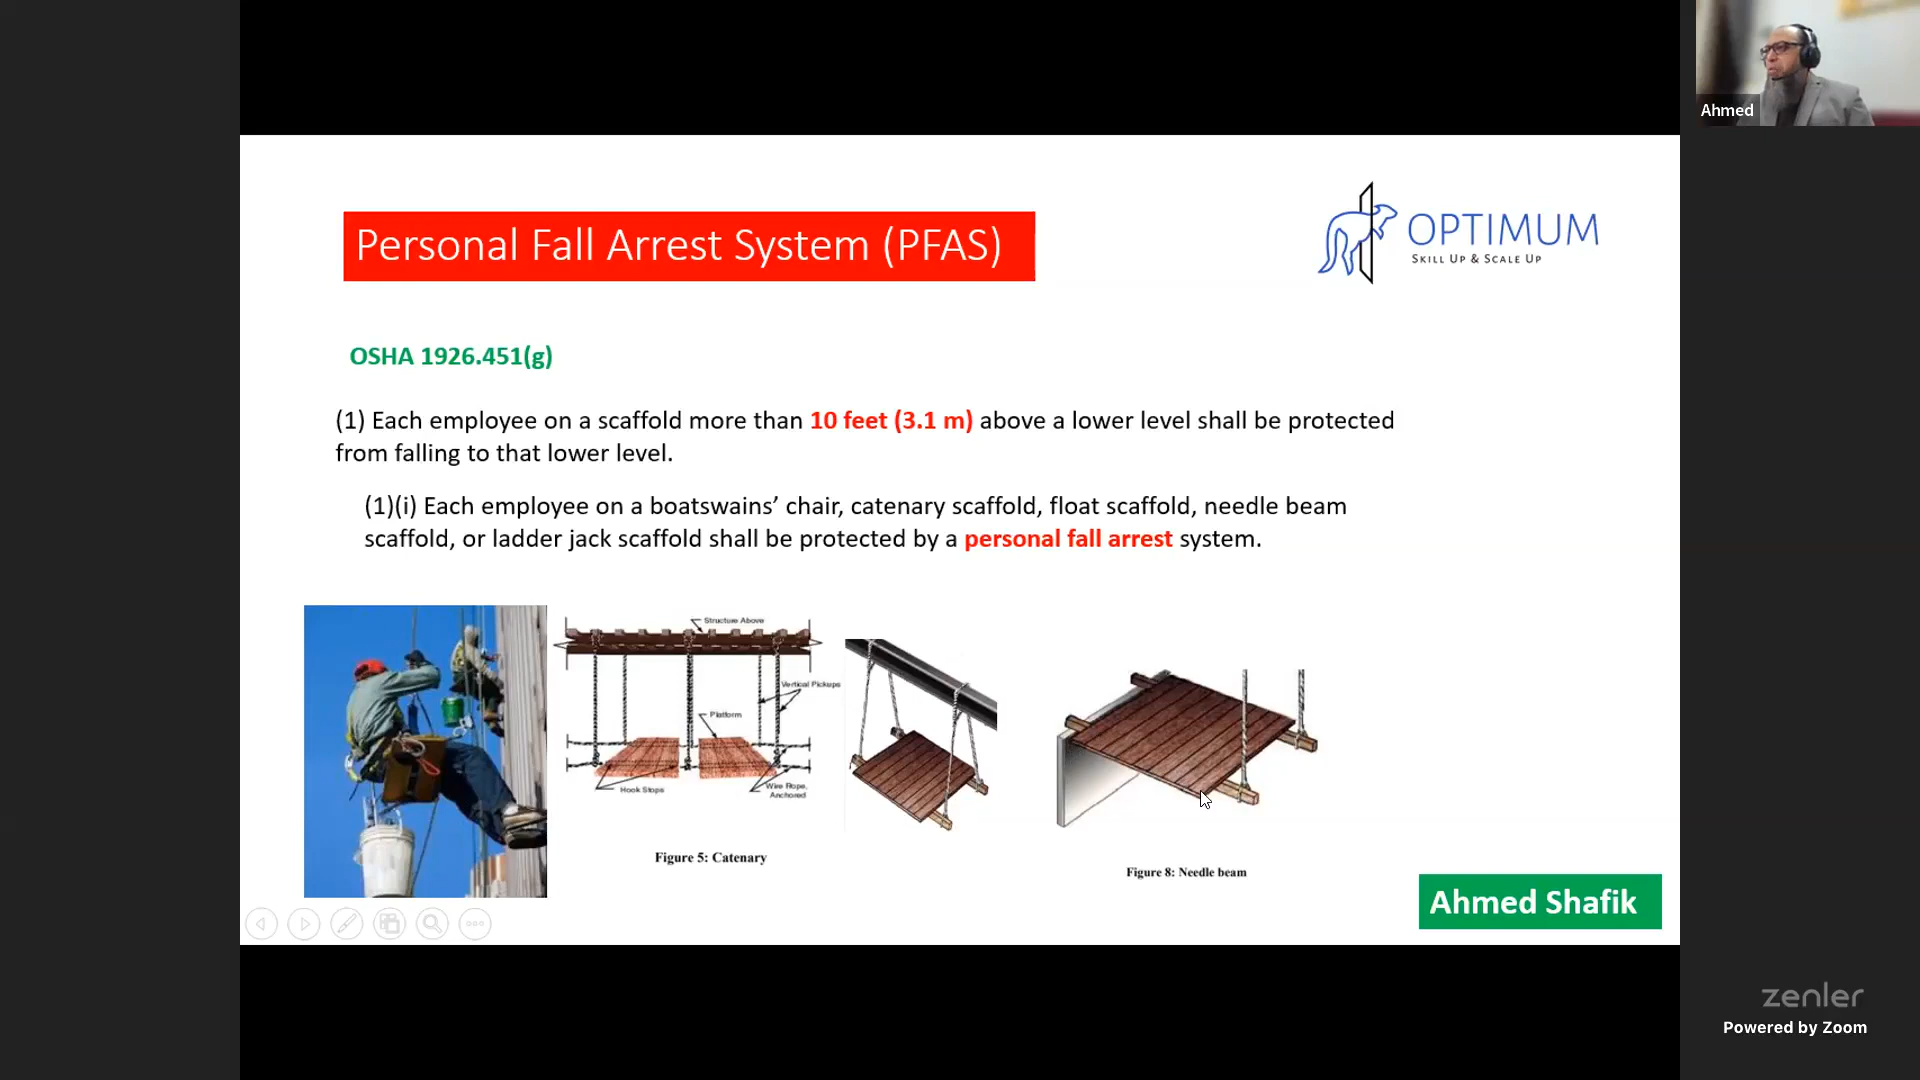 Ahmed
Personal Fall Arrest System (PFAS)
OPTIMUM
SKILL UP & SCALE UP
OSHA 1926.451(g)
(1) Each employee on a scaffold more than 10 feet (3.1 m) above a lower level shall be protected
from falling to that lower level.
(1)(i) Each employee on a boatswains’ chair, catenary scaffold, float scaffold, needle beam
scaffold, or ladder jack scaffold shall be protected by a personal fall arrest system.
Structure Above
Vertical Pickups
Platform
Hook Stops
Wire Rope,
Anchored
Figure 5: Catenary
Figure 8: Needle beam
Ahmed Shafik
zenler
Powered by Zoom